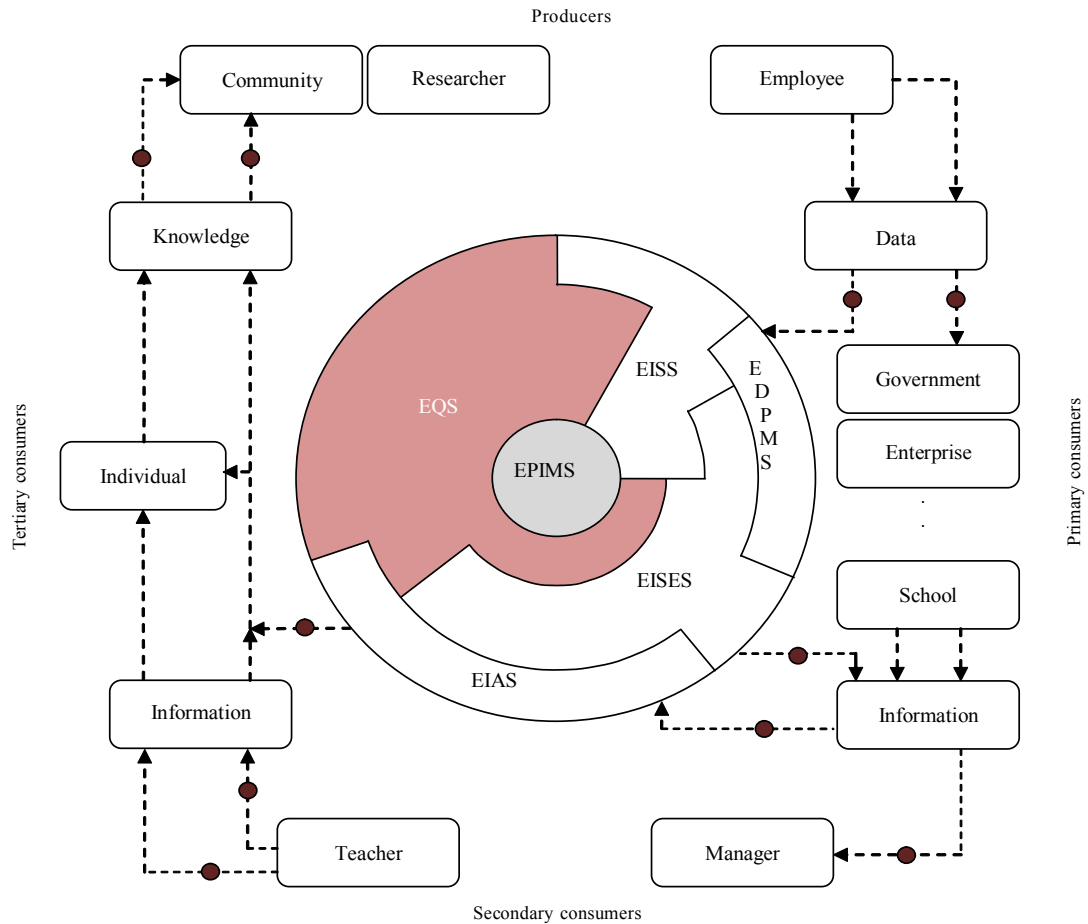 Producers
Community
Researcher
Employee
Knowledge
Data
EISS
EDPMS
Government
EQS
Enterprise
EPIMS
Individual
.
.
Tertiary consumers
Primary consumers
EISES
School
EIAS
Information
Information
Teacher
Manager
Secondary consumers